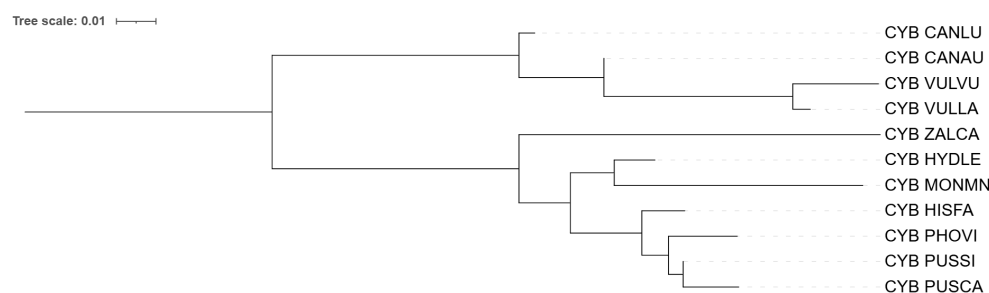 Tree scale: 0.01
CYB CANLU
CYB CANAU
CYB VULVU
CYB VULLA
CYB ZALCA
CYB HYDLE
CYB MONMN
CYB HISFA
CYB PHOVI
CYB PUSSI
CYB PUSCA